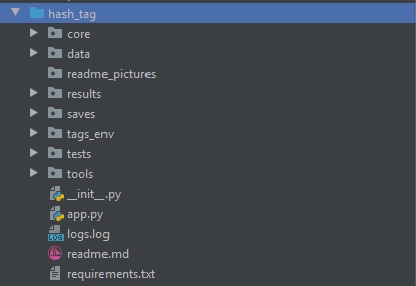 hash_tag
core
data
readme_pictures
results
saves
tags_env
tests
tools
__init__.py
app.py
LOG logs.log
readme.md
requirements.txt